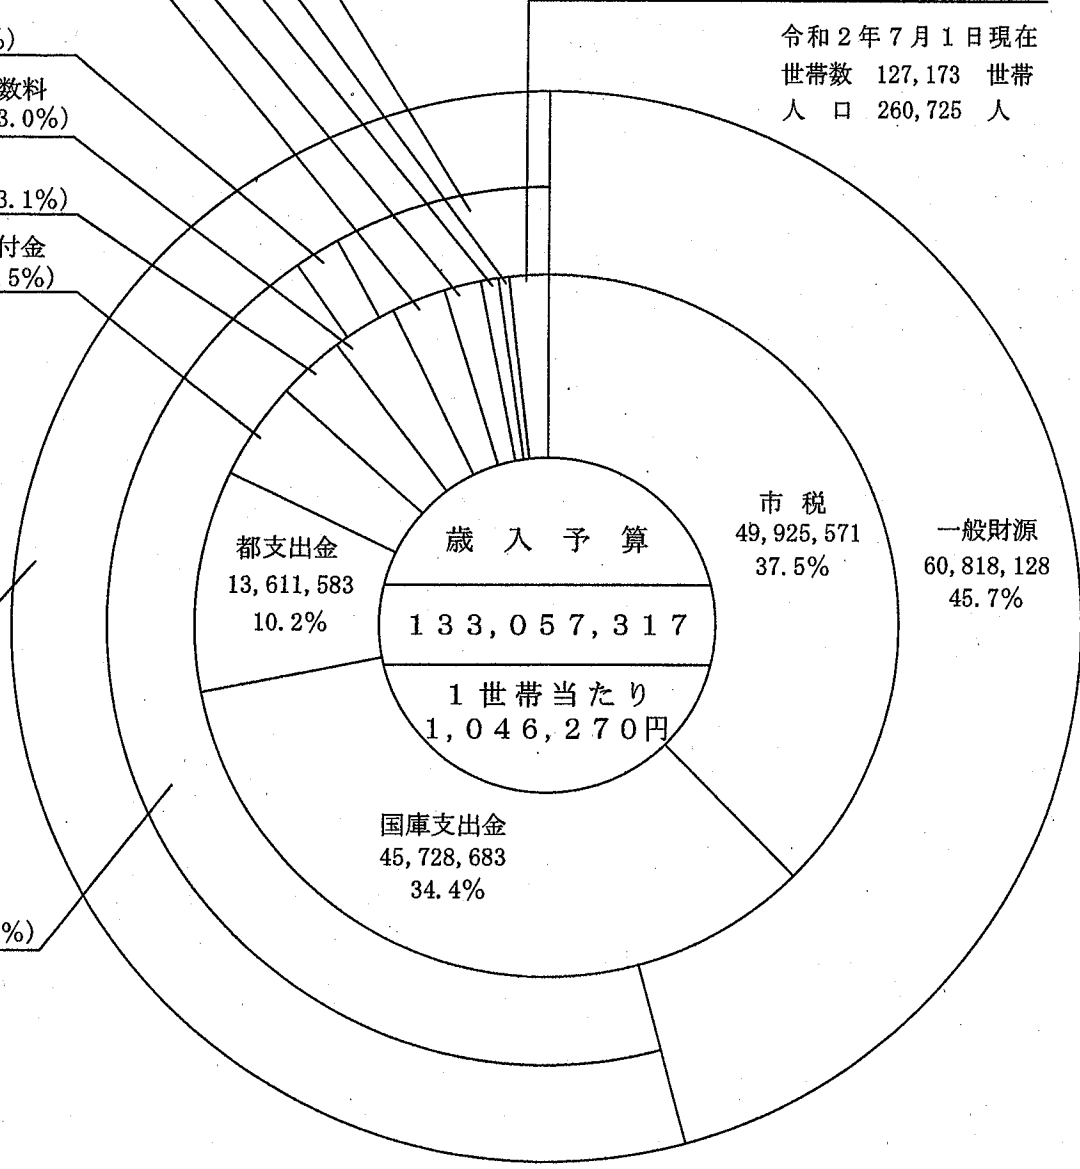 令和2年7月1日現在
世帯数 127,173 世帯
人 口 260,725 人
%)
数料
3.0%)
3.1%)
付金
5%)
歳入予算
133,057,317
1世帯当たり
1,046,270円
市税
49,925,571
37.5%
一般財源
60,818,128
45.7%
都支出金
13,611,583
10.2%
国庫支出金
45,728,683
34.4%
%)